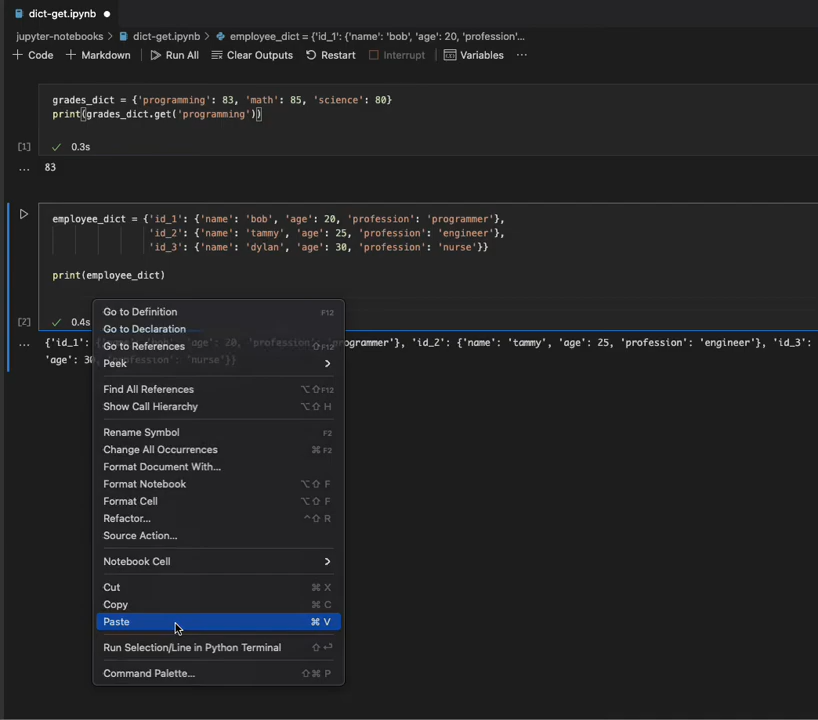 dict-get.ipynb
jupyter-notebooks > dict-get.ipynb > employee_dict = {'id_1': {'name': 'bob', 'age': 20, 'profession'...
+ Code + Markdown Run All Clear Outputs Restart Interrupt Variables ...
grades_dict = {'programming': 83, 'math': 85, 'science': 80}
print(grades_dict.get('programming'))
[1] ✓ 0.3s
... 83
employee_dict = {'id_1': {'name': 'bob', 'age': 20, 'profession': 'programmer'},
'id_2': {'name': 'tammy', 'age': 25, 'profession': 'engineer'},
'id_3': {'name': 'dylan', 'age': 30, 'profession': 'nurse'}}
print(employee_dict)
[2] ✓ 0.4s
... {'id_1': {'name': 'bob', 'age': 20, 'profession': 'programmer'}, 'id_2': {'name': 'tammy', 'age': 25, 'profession': 'engineer'}, 'id_3':
'age': 30, 'profession': 'nurse'}}
Go to Definition F12
Go to Declaration
Go to References ⇧F12
Peek >
Find All References ⌥⇧F12
Show Call Hierarchy ⌥⇧ H
Rename Symbol F2
Change All Occurrences ⌘ F2
Format Document With...
Format Notebook ⌥⇧ F
Format Cell ⌥⇧ F
Refactor... ^⇧ R
Source Action...
Notebook Cell >
Cut ⌘ X
Copy ⌘ C
Paste ⌘ V
Run Selection/Line in Python Terminal ⇧⏎
Command Palette... ⇧⌘ P